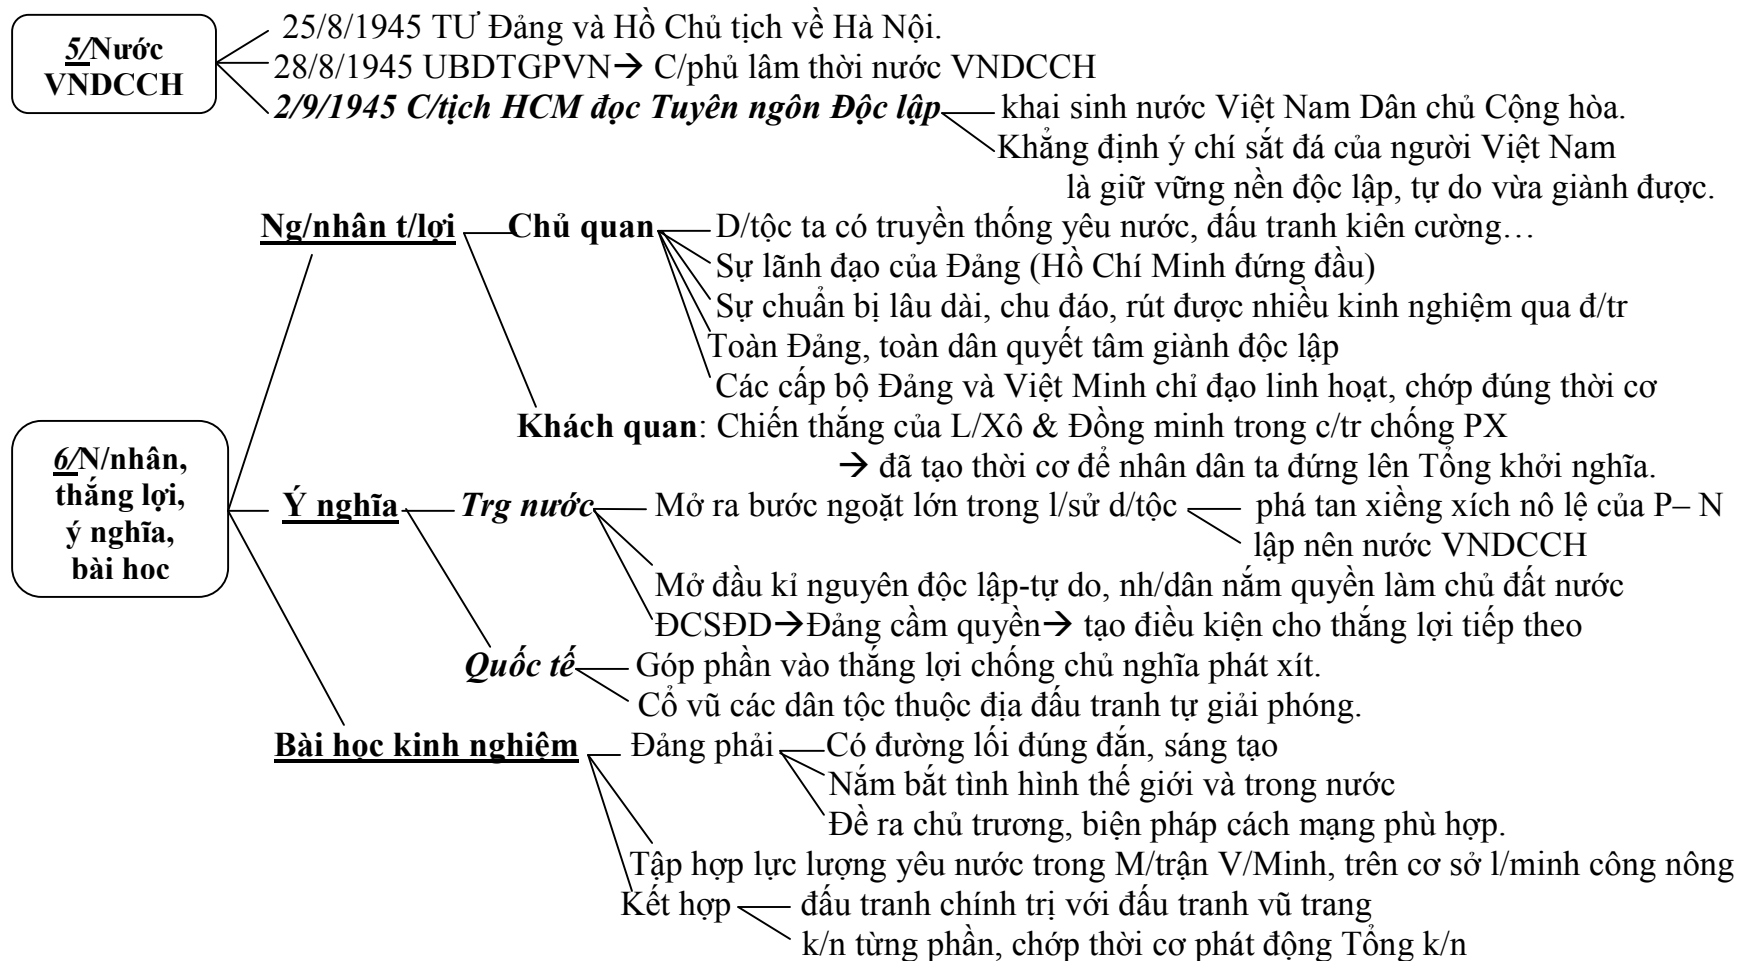 5/Nước
VNDCCH
25/8/1945 TƯ Đảng và Hồ Chủ tịch về Hà Nội.
28/8/1945 UBDTGPVN→ C/phủ lâm thời nước VNDCCH
2/9/1945 C/tịch HCM đọc Tuyên ngôn Độc lập khai sinh nước Việt Nam Dân chủ Cộng hòa.
Khẳng định ý chí sắt đá của người Việt Nam
là giữ vững nền độc lập, tự do vừa giành được.
6/N/nhân,
thắng lợi,
ý nghĩa,
bài hoc
Ng/nhân t/lợi Chủ quan D/tộc ta có truyền thống yêu nước, đấu tranh kiên cường…
Sự lãnh đạo của Đảng (Hồ Chí Minh đứng đầu)
Sự chuẩn bị lâu dài, chu đáo, rút được nhiều kinh nghiệm qua đ/tr
Toàn Đảng, toàn dân quyết tâm giành độc lập
Các cấp bộ Đảng và Việt Minh chỉ đạo linh hoạt, chớp đúng thời cơ
Khách quan: Chiến thắng của L/Xô & Đồng minh trong c/tr chống PX
→ đã tạo thời cơ để nhân dân ta đứng lên Tổng khởi nghĩa.
Ý nghĩa Trg nước Mở ra bước ngoặt lớn trong l/sử d/tộc phá tan xiềng xích nô lệ của P– N
lập nên nước VNDCCH
Mở đầu kỉ nguyên độc lập-tự do, nh/dân nắm quyền làm chủ đất nước
ĐCSĐD→Đảng cầm quyền→ tạo điều kiện cho thắng lợi tiếp theo
Quốc tế Góp phần vào thắng lợi chống chủ nghĩa phát xít.
Cổ vũ các dân tộc thuộc địa đấu tranh tự giải phóng.
Bài học kinh nghiệm Đảng phải Có đường lối đúng đắn, sáng tạo
Nắm bắt tình hình thế giới và trong nước
Đề ra chủ trương, biện pháp cách mạng phù hợp.
Tập hợp lực lượng yêu nước trong M/trận V/Minh, trên cơ sở l/minh công nông
Kết hợp đấu tranh chính trị với đấu tranh vũ trang
k/n từng phần, chớp thời cơ phát động Tổng k/n